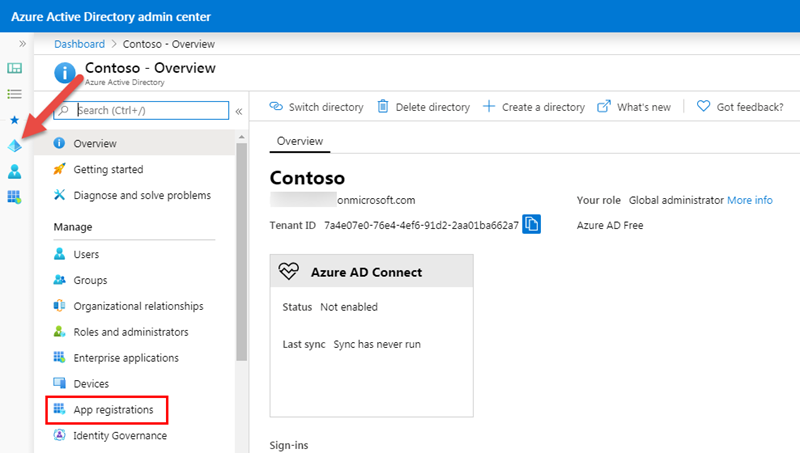 Azure Active Directory admin center
Dashboard > Contoso - Overview
Contoso - Overview
Azure Active Directory
Search (Ctrl+/)
Overview
Getting started
Diagnose and solve problems
Manage
Users
Groups
Organizational relationships
Roles and administrators
Enterprise applications
Devices
App registrations
Identity Governance
Switch directory
Delete directory
Create a directory
What's new
Got feedback?
Overview
Contoso
onmicrosoft.com
Tenant ID 7a4e07e0-76e4-4ef6-91d2-2aa01ba662a7
Your role Global administrator More info
Azure AD Free
Azure AD Connect
Status Not enabled
Last sync Sync has never run
Sign-ins